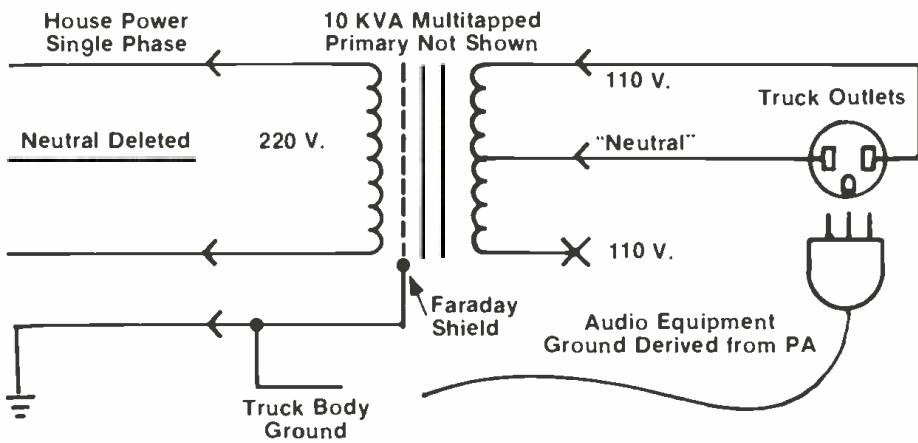 House Power
Single Phase
10 KVA Multitapped
Primary Not Shown
110 V.
Truck Outlets
Neutral Deleted
220 V.
"Neutral"
110 V.
Faraday
Shield
Audio Equipment
Ground Derived from PA
Truck Body
Ground